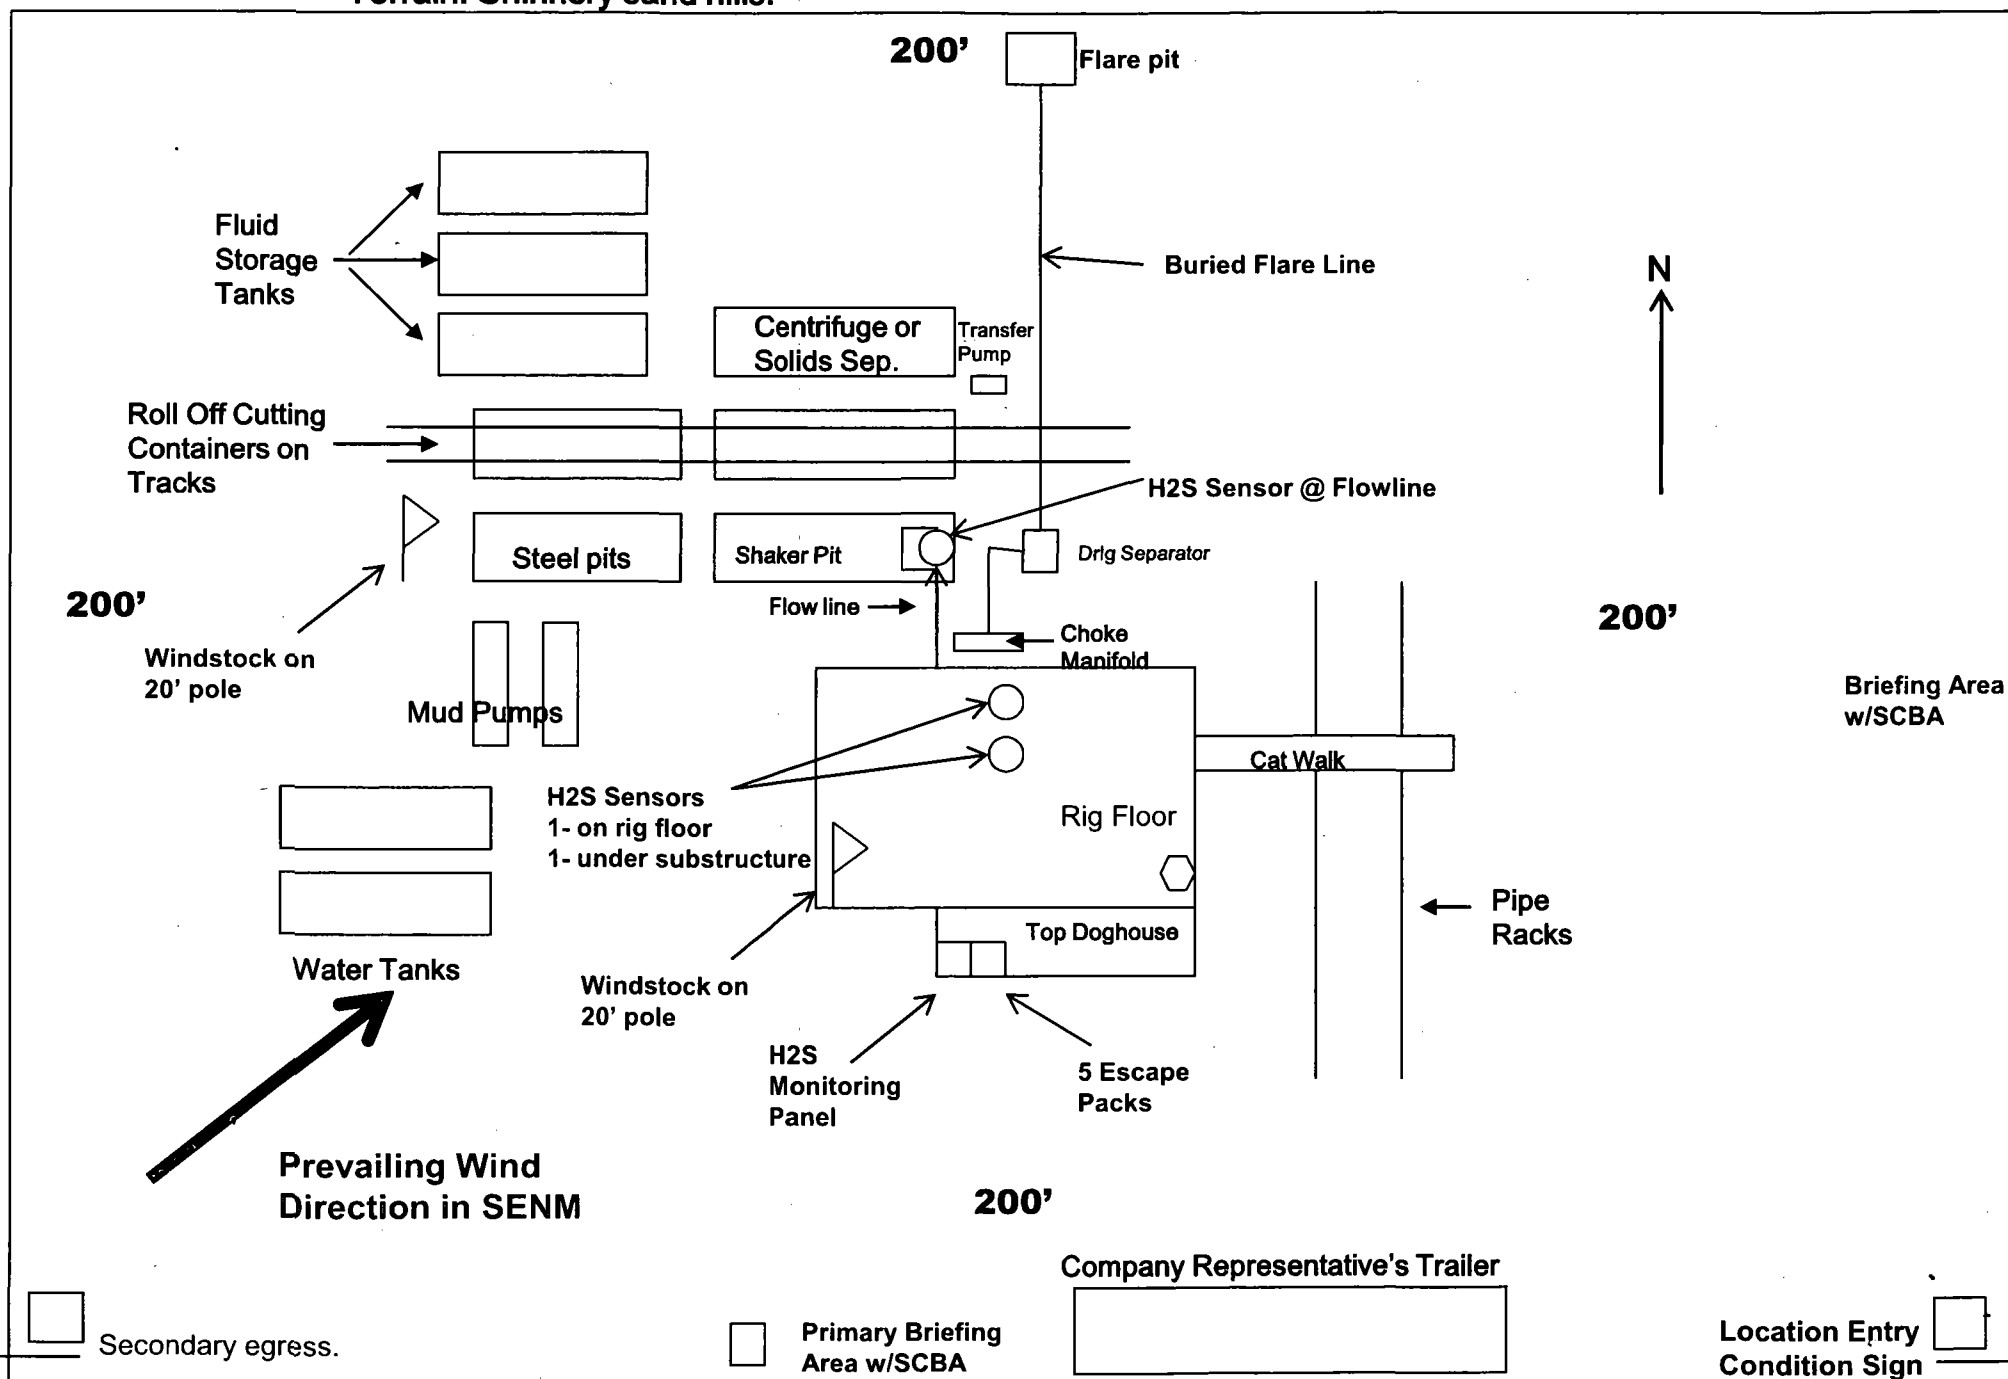 Terrain: Shinnery sand hills.
200’
Flare pit
Fluid
Storage
Tanks
Buried Flare Line
N
Centrifuge or
Solids Sep.
Transfer
Pump
Roll Off Cutting
Containers on
Tracks
H2S Sensor @ Flowline
Steel pits
Shaker Pit
Drlg Separator
200’
Flow line
200’
Choke
Manifold
Windstock on
20’ pole
Briefing Area
w/SCBA
Mud Pumps
Cat Walk
H2S Sensors
1- on rig floor
1- under substructure
Rig Floor
Pipe
Racks
Top Doghouse
Water Tanks
Windstock on
20’ pole
H2S
Monitoring
Panel
5 Escape
Packs
Prevailing Wind
Direction in SENM
200’
Company Representative’s Trailer
Secondary egress.
Primary Briefing
Area w/SCBA
Location Entry
Condition Sign